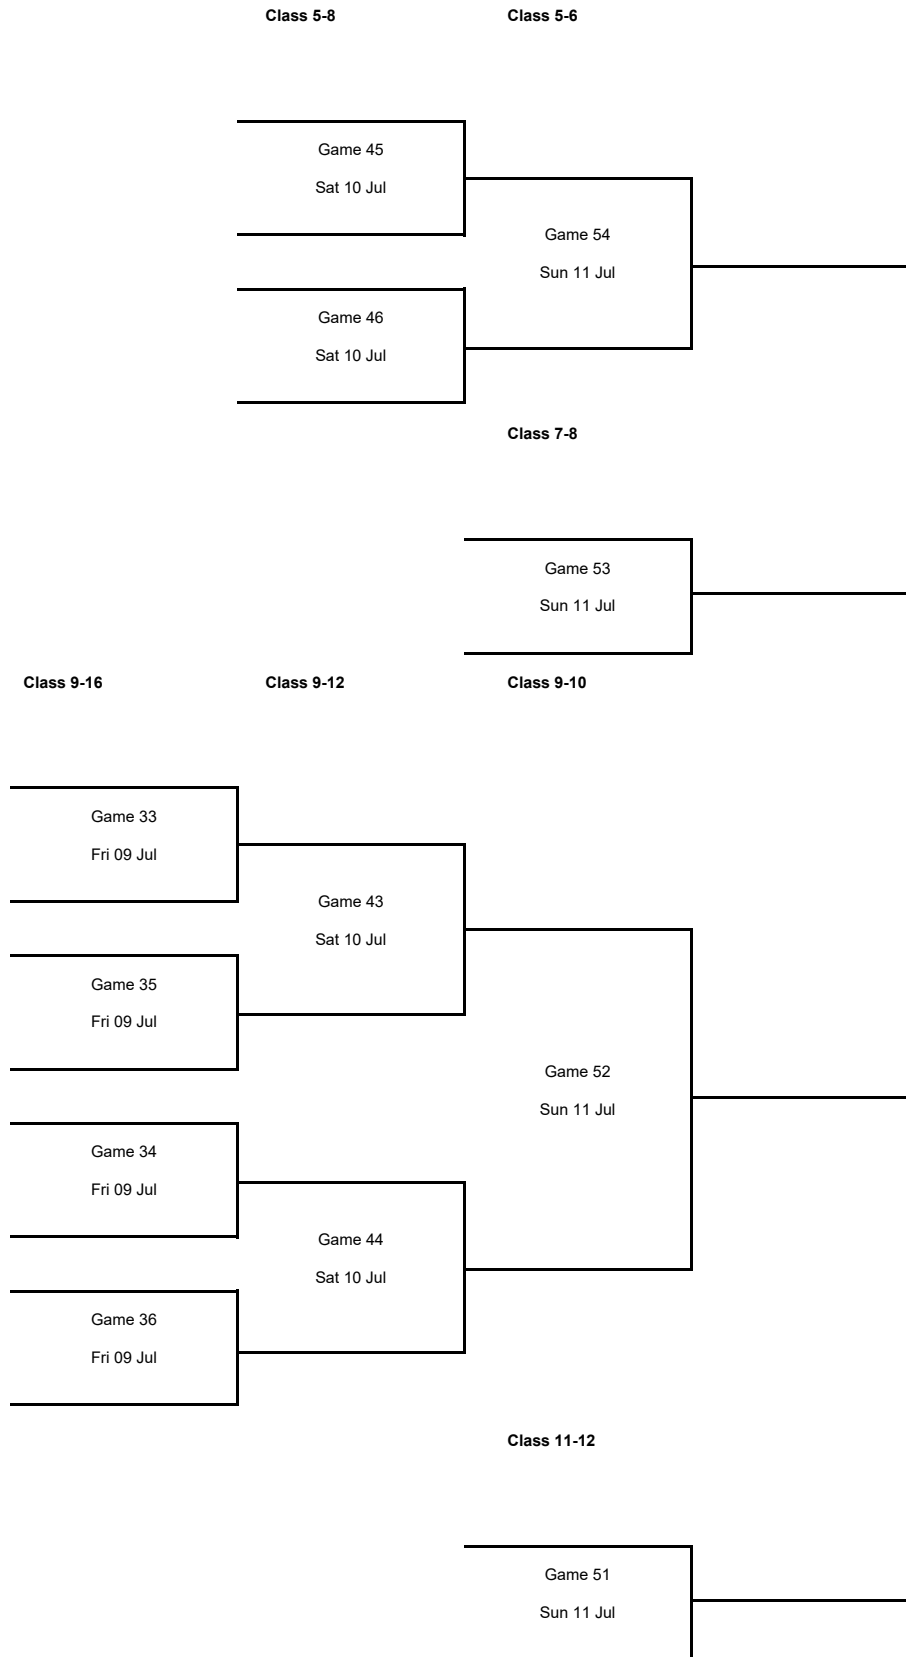 Class 5-8
Class 5-6
Game 45
Sat 10 Jul
Game 54
Sun 11 Jul
Game 46
Sat 10 Jul
Class 7-8
Game 53
Sun 11 Jul
Class 9-16
Class 9-12
Class 9-10
Game 33
Fri 09 Jul
Game 43
Sat 10 Jul
Game 35
Fri 09 Jul
Game 52
Sun 11 Jul
Game 34
Fri 09 Jul
Game 44
Sat 10 Jul
Game 36
Fri 09 Jul
Class 11-12
Game 51
Sun 11 Jul